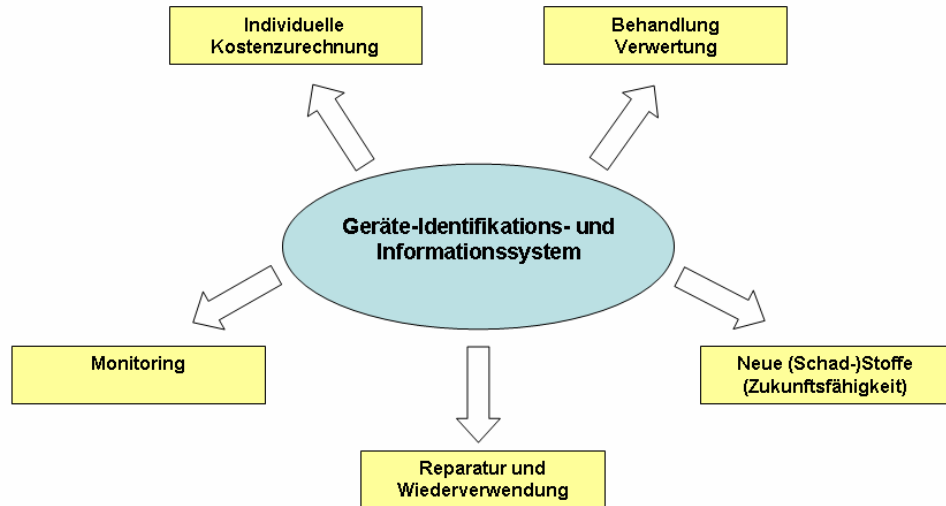 Individuelle
Kostenzurechnung
Behandlung
Verwertung
Geräte-Identifikations- und
Informationssystem
Monitoring
Neue (Schad-)Stoffe
(Zukunftsfähigkeit)
Reparatur und
Wiederverwendung